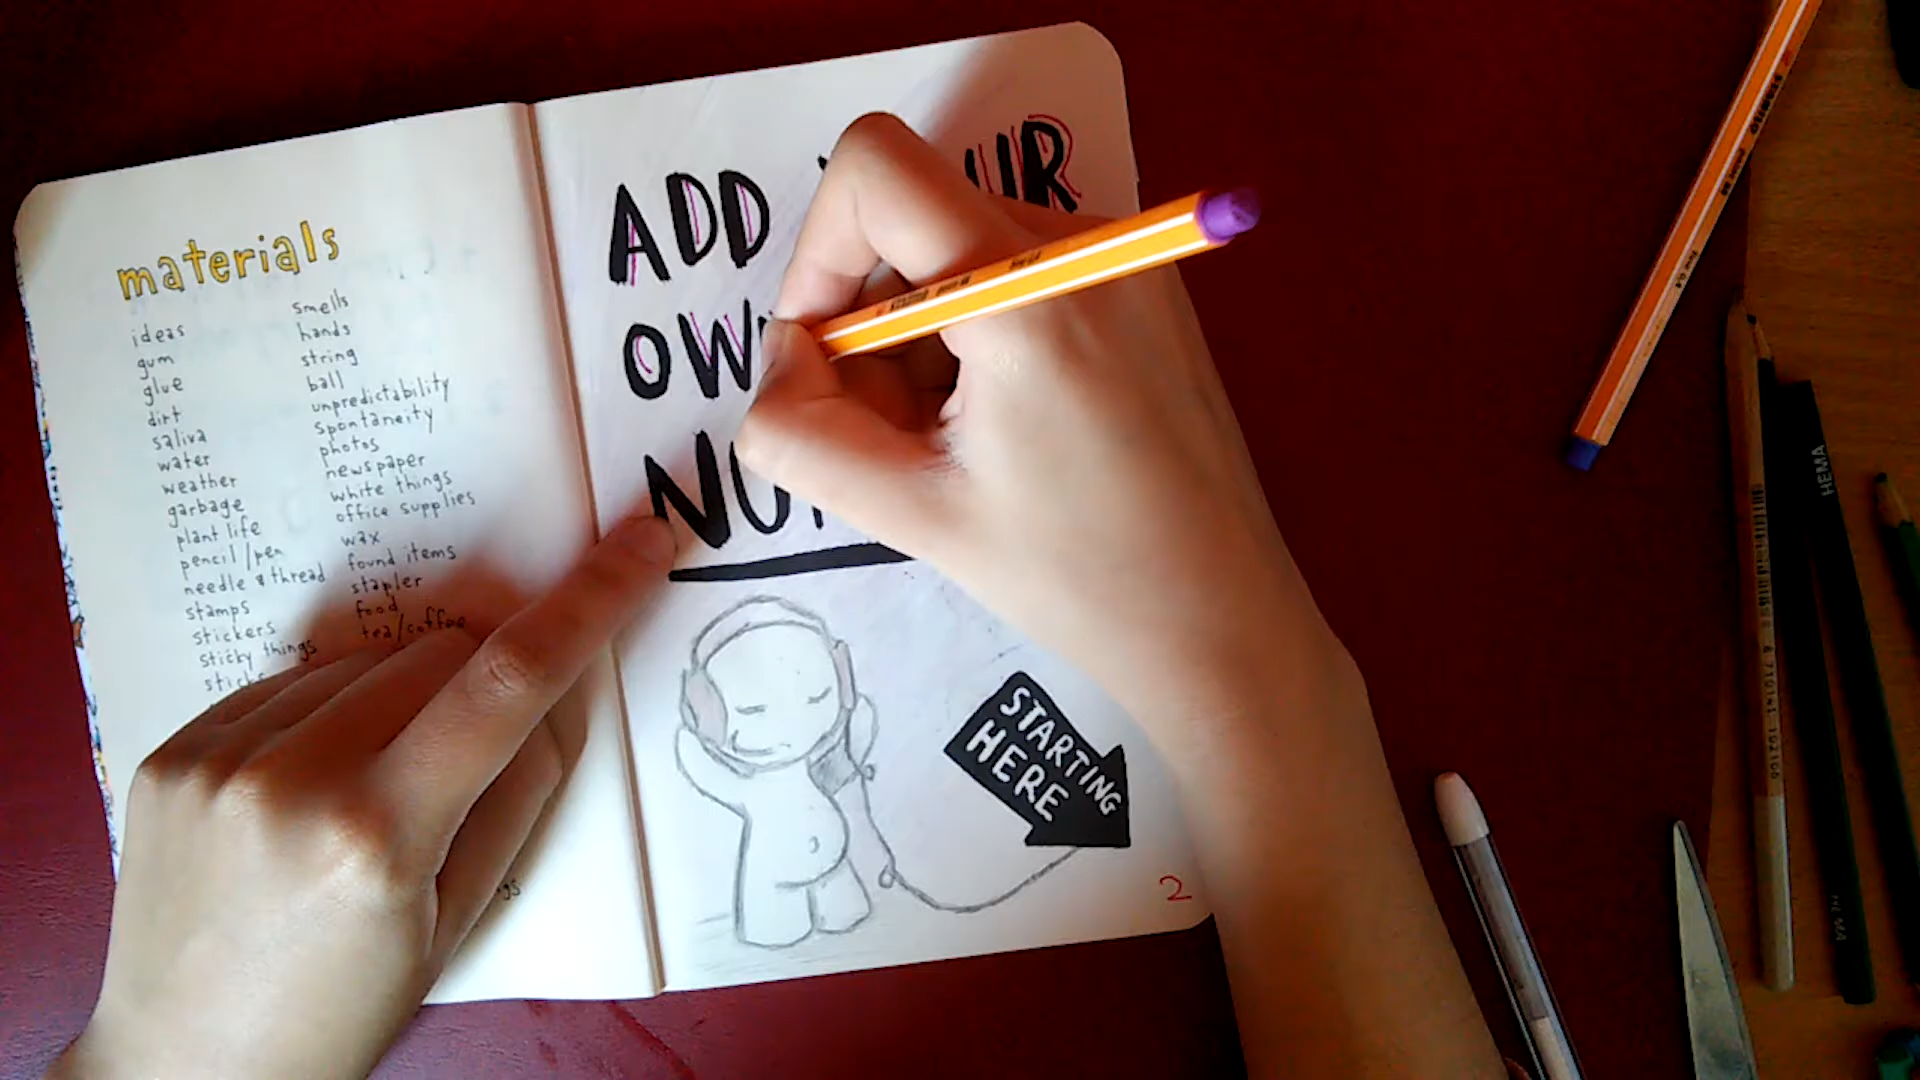 materials
ideas
gum
glue
dirt
saliva
water
weather
garbage
plant life
pencil/pen
needle & thread
stamps
stickers
sticky things
smells
hands
string
ball
unpredictability
spontaneity
photos
newspaper
white things
office supplies
wax
found items
stapler
food
tea/coffee
ADD
OW
STARTING
HERE
2
HEMA